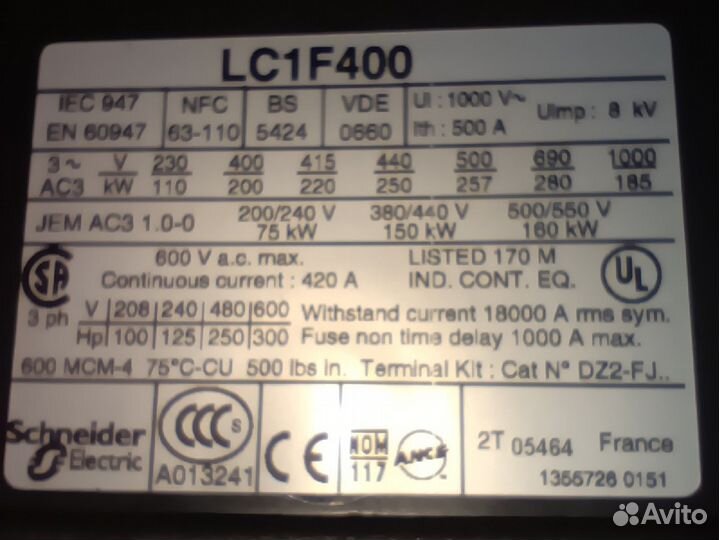 LC1F400
IEC 947 NFC BS VDE Ui : 1000 V~ Uimp : 8 kV
EN 60947 63-110 5424 0660 Ith : 500 A
3 ~ V 230 400 415 440 500 690 1000
AC3 kW 110 200 220 250 257 280 185
JEM AC3 1.0-0 200/240 V 380/440 V 500/550 V
75 kW 150 kW 160 kW
SA 600 V a.c. max. LISTED 170 M UL
Continuous current : 420 A IND. CONT. EQ.
3 ph V 208 240 480 600 Withstand current 18000 A rms sym.
Hp 100 125 250 300 Fuse non time delay 1000 A max.
600 MCM-4 75°C-CU 500 lbs in. Terminal Kit : Cat N° DZ2-FJ..
Schneider Electric
CCC S
A013241
CE
NOM
117
ANCE
2T 05464 France
1355726 0151
Avito